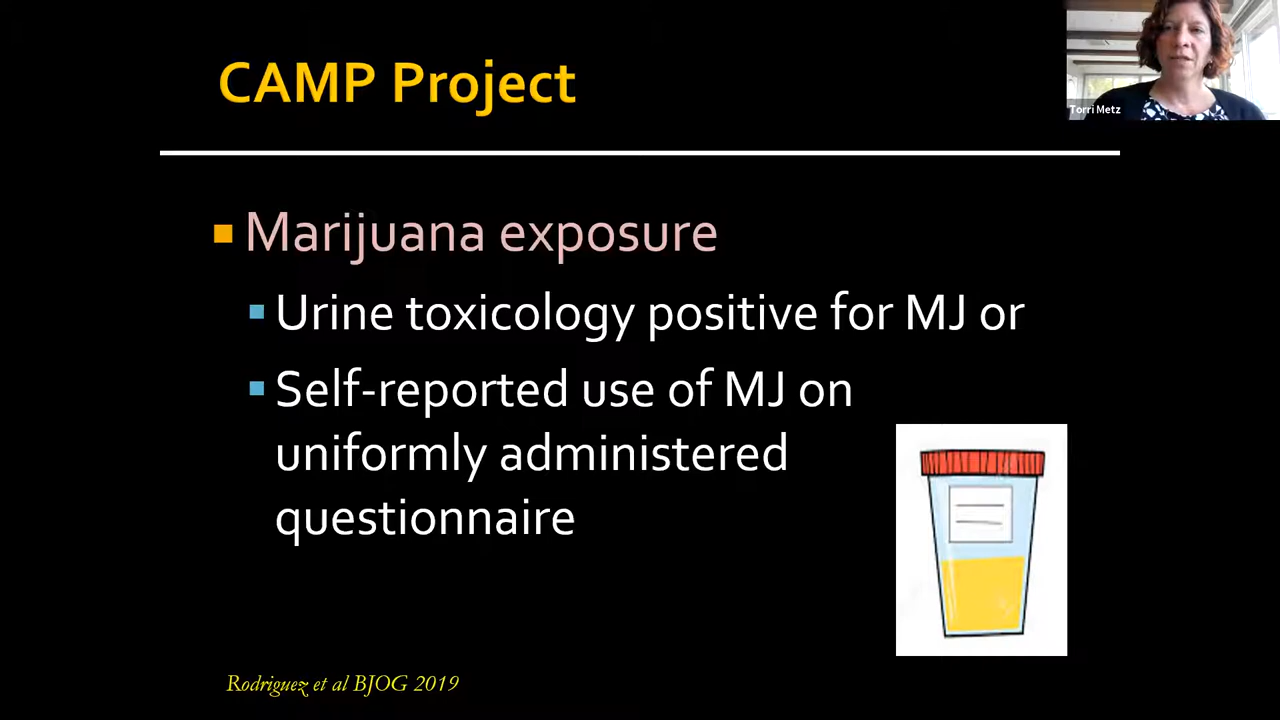 CAMP Project
Torri Metz
Marijuana exposure
Urine toxicology positive for MJ or
Self-reported use of MJ on
uniformly administered
questionnaire
Rodriguez et al BJOG 2019